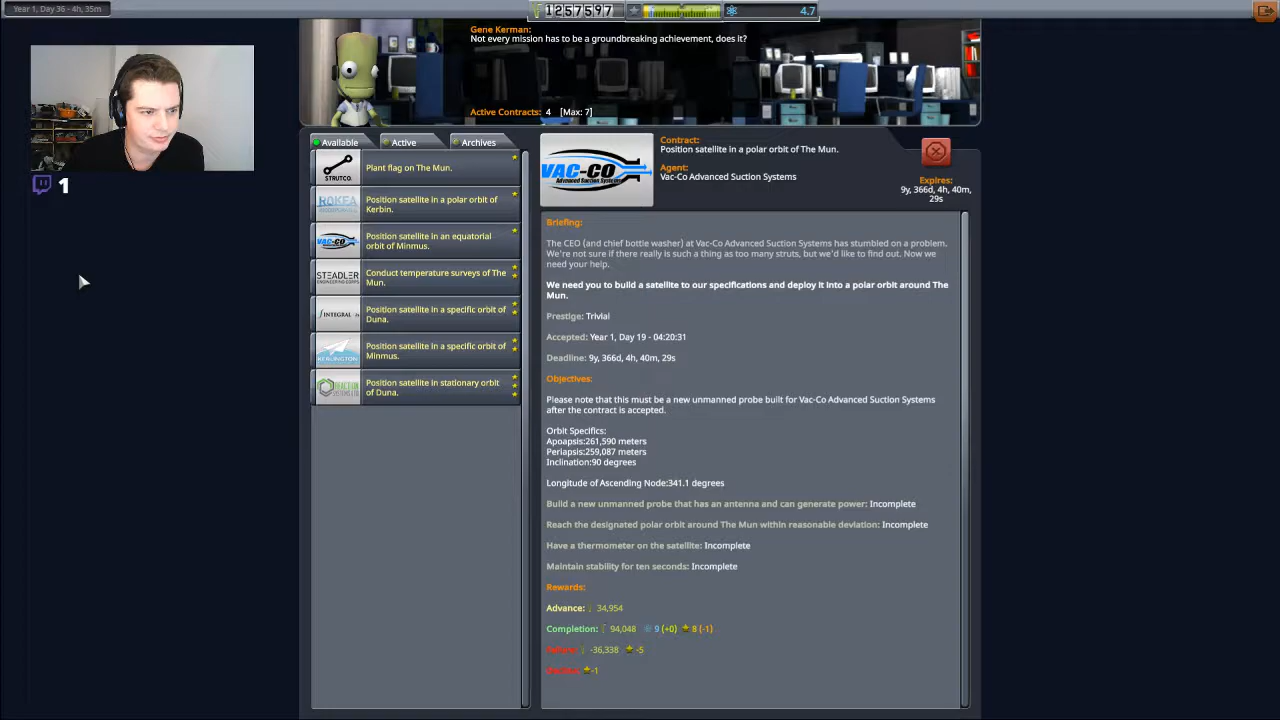 Year 1, Day 36 - 4h, 35m
1257597
4.7
Gene Kerman:
Not every mission has to be a groundbreaking achievement, does it?
Active Contracts: 4 [Max: 7]
Available
Active
Archives
STRUTCO.
Plant flag on The Mun.
Position satellite in a polar orbit of
Kerbin.
VAC-CO
Position satellite in an equatorial
orbit of Minmus.
STEADLER
ENGINEERING CORPS
Conduct temperature surveys of The
Mun.
INTEGRAL
Position satellite in a specific orbit of
Duna.
KERLINGTON
Position satellite in a specific orbit of
Minmus.
Position satellite in stationary orbit
of Duna.
1
VAC-CO
Advanced Suction Systems
Contract:
Position satellite in a polar orbit of The Mun.
Agent:
Vac-Co Advanced Suction Systems
Expires:
9y, 366d, 4h, 40m,
29s
Briefing:
The CEO (and chief bottle washer) at Vac-Co Advanced Suction Systems has stumbled on a problem.
We're not sure if there really is such a thing as too many struts, but we'd like to find out. Now we
need your help.
We need you to build a satellite to our specifications and deploy it into a polar orbit around The
Mun.
Prestige: Trivial
Accepted: Year 1, Day 19 - 04:20:31
Deadline: 9y, 366d, 4h, 40m, 29s
Objectives:
Please note that this must be a new unmanned probe built for Vac-Co Advanced Suction Systems
after the contract is accepted.
Orbit Specifics:
Apoapsis:261,590 meters
Periapsis:259,087 meters
Inclination:90 degrees
Longitude of Ascending Node:341.1 degrees
Build a new unmanned probe that has an antenna and can generate power: Incomplete
Reach the designated polar orbit around The Mun within reasonable deviation: Incomplete
Have a thermometer on the satellite: Incomplete
Maintain stability for ten seconds: Incomplete
Rewards:
Advance: 34,954
Completion: 94,048 9 (+0) 8 (-1)
-36,338 -5
-1